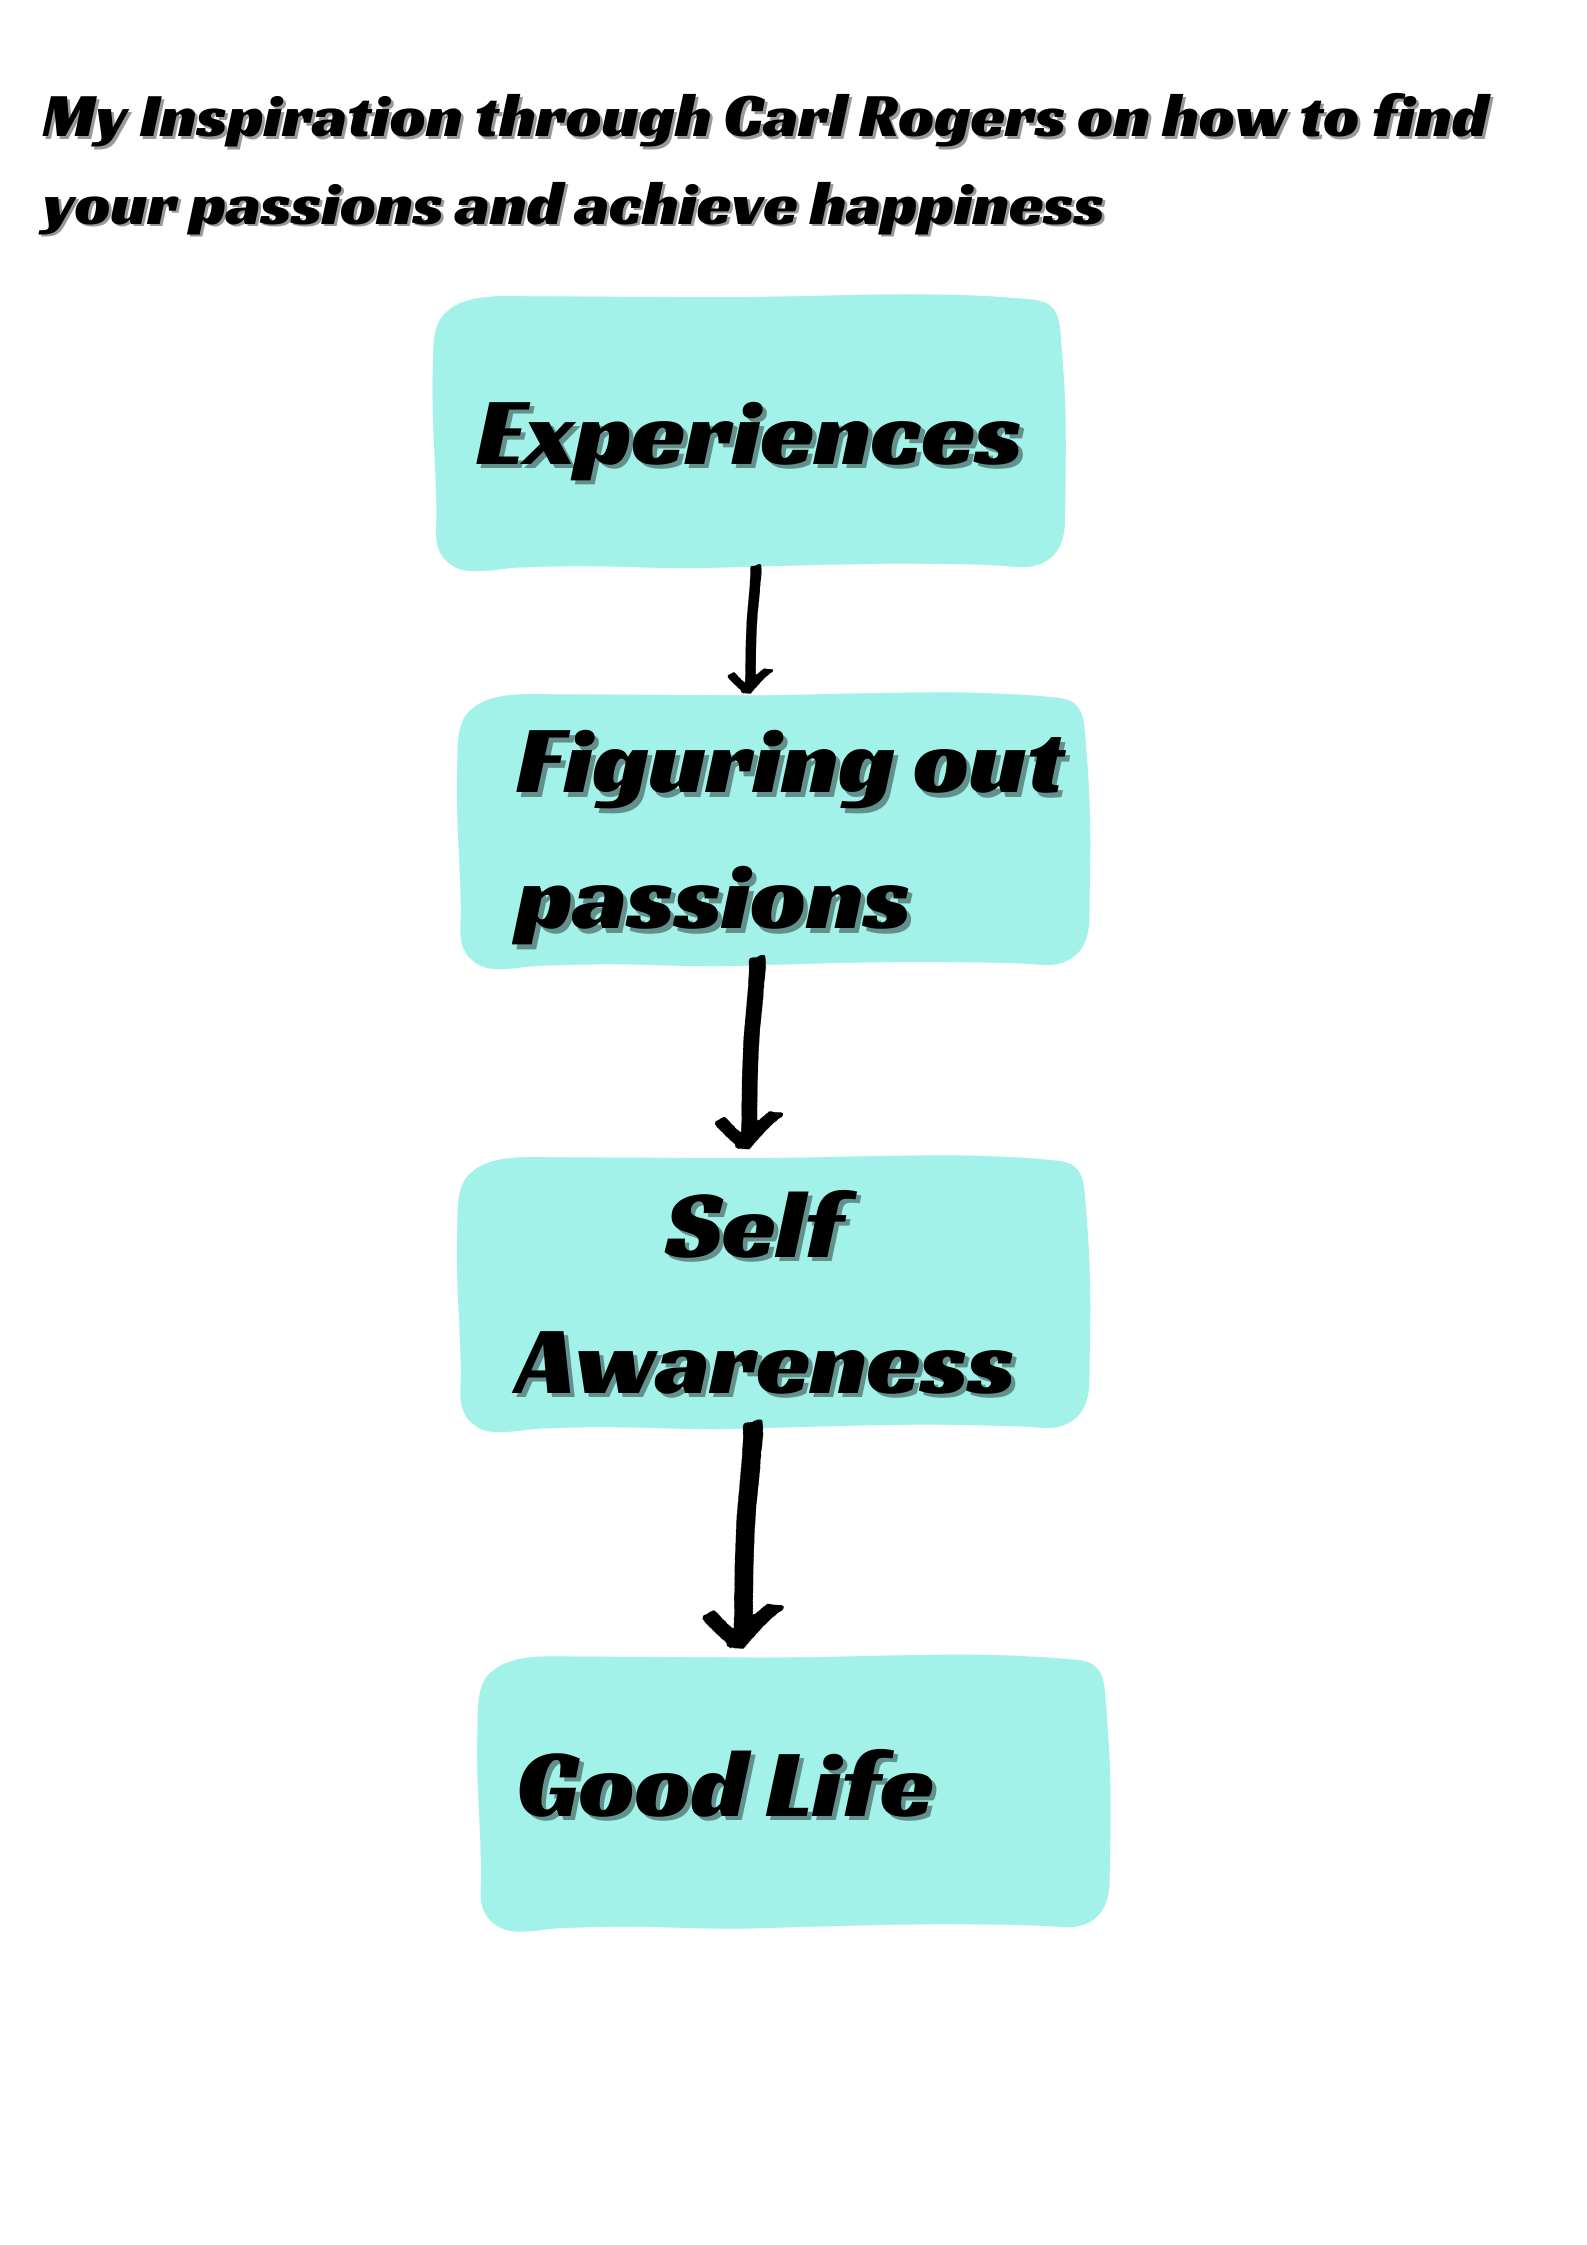 My Inspiration through Carl Rogers on how to find
your passions and achieve happiness
Experiences
Figuring out
passions
Self
Awareness
Good Life